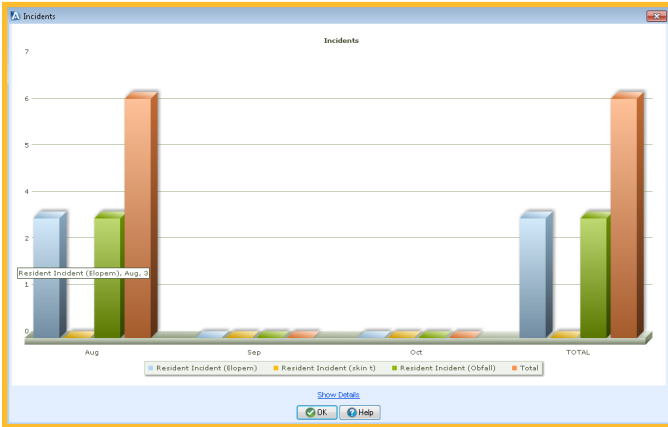 Incidents
Incidents
7
6
5
4
2
1
0
Resident Incident (Elopem), Aug, 3
Aug Sep Oct TOTAL
Resident Incident (Elopem) Resident Incident (skin t) Resident Incident (Obfall) Total
Show Details
OK Help